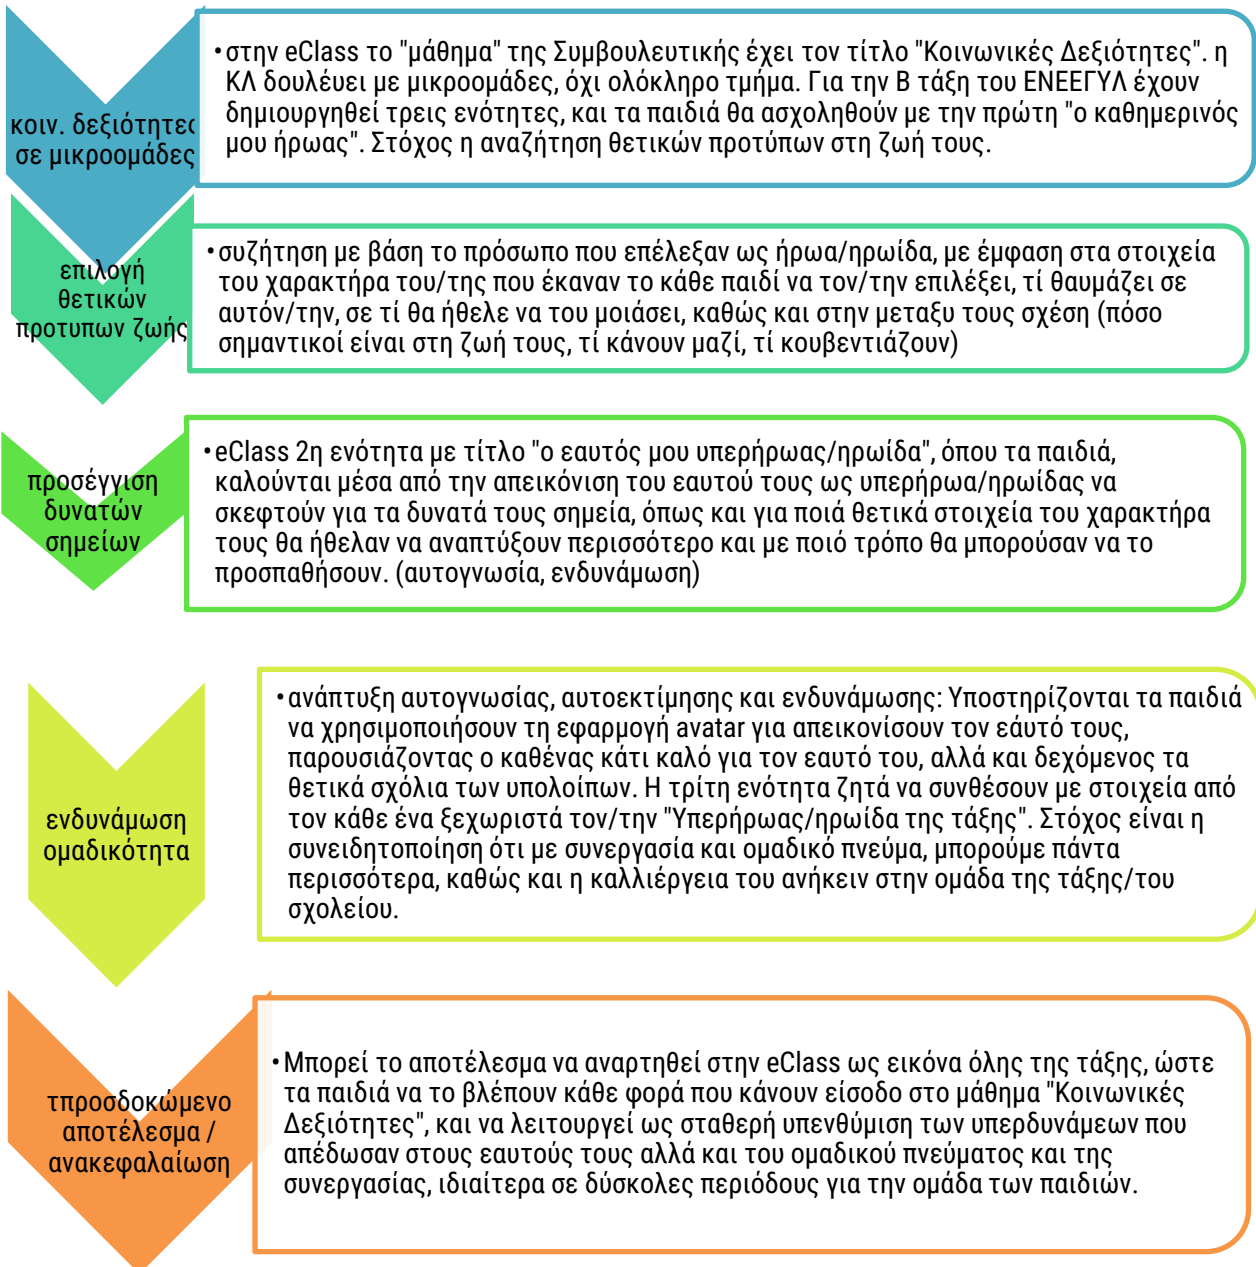 κοιν. δεξιότητες
σε μικροομάδες
•στην eClass το "μάθημα" της Συμβουλευτικής έχει τον τίτλο "Κοινωνικές Δεξιότητες". η
ΚΛ δουλέυει με μικροομάδες, όχι ολόκληρο τμήμα. Για την Β τάξη του ΕΝΕΕΓΥΛ έχουν
δημιουργηθεί τρεις ενότητες, και τα παιδιά θα ασχοληθούν με την πρώτη "ο καθημερινός
μου ήρωας". Στόχος η αναζήτηση θετικών προτύπων στη ζωή τους.
επιλογή
θετικών
προτυπων ζωής
•συζήτηση με βάση το πρόσωπο που επέλεξαν ως ήρωα/ηρωίδα, με έμφαση στα στοιχεία
του χαρακτήρα του/της που έκαναν το κάθε παιδί να τον/την επιλέξει, τί θαυμάζει σε
αυτόν/την, σε τί θα ήθελε να του μοιάσει, καθώς και στην μεταξυ τους σχέση (πόσο
σημαντικοί είναι στη ζωή τους, τί κάνουν μαζί, τί κουβεντιάζουν)
προσέγγιση
δυνατών
σημείων
•eClass 2η ενότητα με τίτλο "ο εαυτός μου υπερήρωας/ηρωίδα", όπου τα παιδιά,
καλούνται μέσα από την απεικόνιση του εαυτού τους ως υπερήρωα/ηρωίδας να
σκεφτούν για τα δυνατά τους σημεία, όπως και για ποιά θετικά στοιχεία του χαρακτήρα
τους θα ήθελαν να αναπτύξουν περισσότερο και με ποιό τρόπο θα μπορούσαν να το
προσπαθήσουν. (αυτογνωσία, ενδυνάμωση)
ενδυνάμωση
ομαδικότητα
•ανάπτυξη αυτογνωσίας, αυτοεκτίμησης και ενδυνάμωσης: Υποστηρίζονται τα παιδιά
να χρησιμοποιήσουν τη εφαρμογή avatar για απεικονίσουν τον εάυτό τους,
παρουσιάζοντας ο καθένας κάτι καλό για τον εαυτό του, αλλά και δεχόμενος τα
θετικά σχόλια των υπολοίπων. Η τρίτη ενότητα ζητά να συνθέσουν με στοιχεία από
τον κάθε ένα ξεχωριστά τον/την "Υπερήρωας/ηρωίδα της τάξης". Στόχος είναι η
συνειδητοποίηση ότι με συνεργασία και ομαδικό πνεύμα, μπορούμε πάντα
περισσότερα, καθώς και η καλλιέργεια του ανήκειν στην ομάδα της τάξης/του
σχολείου.
τπροσδοκώμενο
αποτέλεσμα /
ανακεφαλαίωση
•Μπορεί το αποτέλεσμα να αναρτηθεί στην eClass ως εικόνα όλης της τάξης, ώστε
τα παιδιά να το βλέπουν κάθε φορά που κάνουν είσοδο στο μάθημα "Κοινωνικές
Δεξιότητες", και να λειτουργεί ως σταθερή υπενθύμιση των υπερδυνάμεων που
απέδωσαν στους εαυτούς τους αλλά και του ομαδικού πνεύματος και της
συνεργασίας, ιδιαίτερα σε δύσκολες περιόδους για την ομάδα των παιδιών.